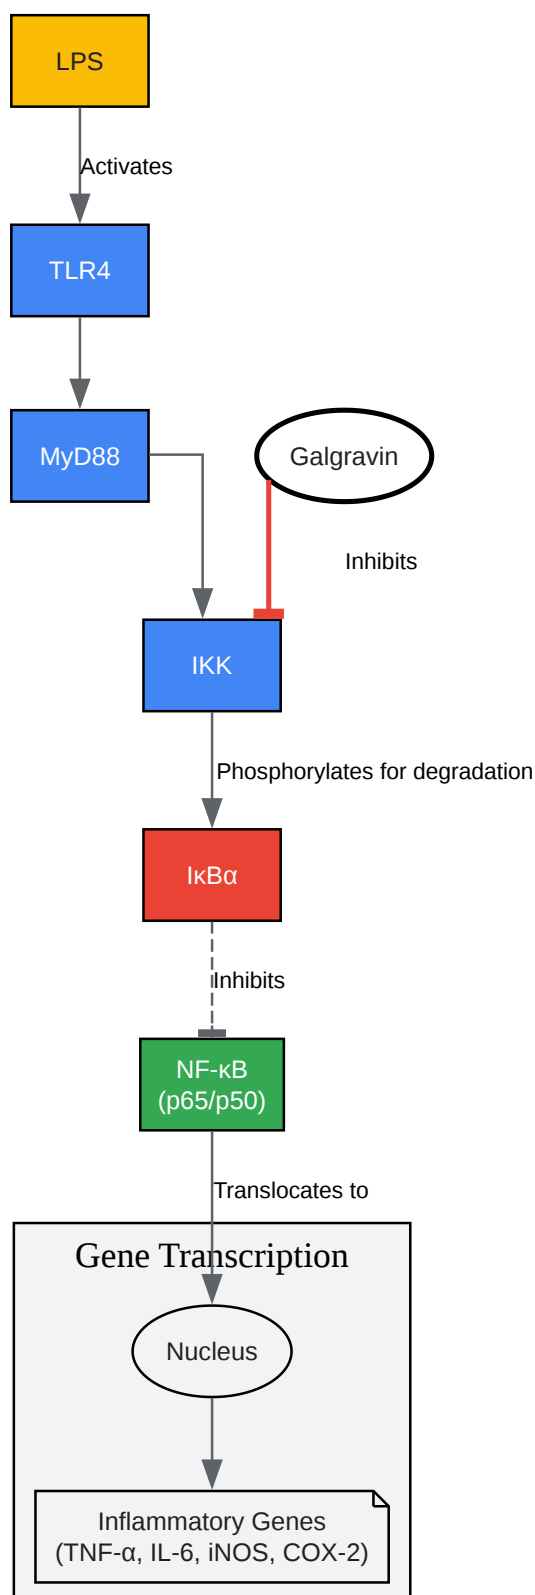 LPS
Activates
TLR4
MyD88
Galgravin
Inhibits
IKK
Phosphorylates for degradation
IκBα
Inhibits
NF-κB
(p65/p50)
Translocates to
Gene Transcription
Nucleus
Inflammatory Genes
(TNF-α, IL-6, iNOS, COX-2)